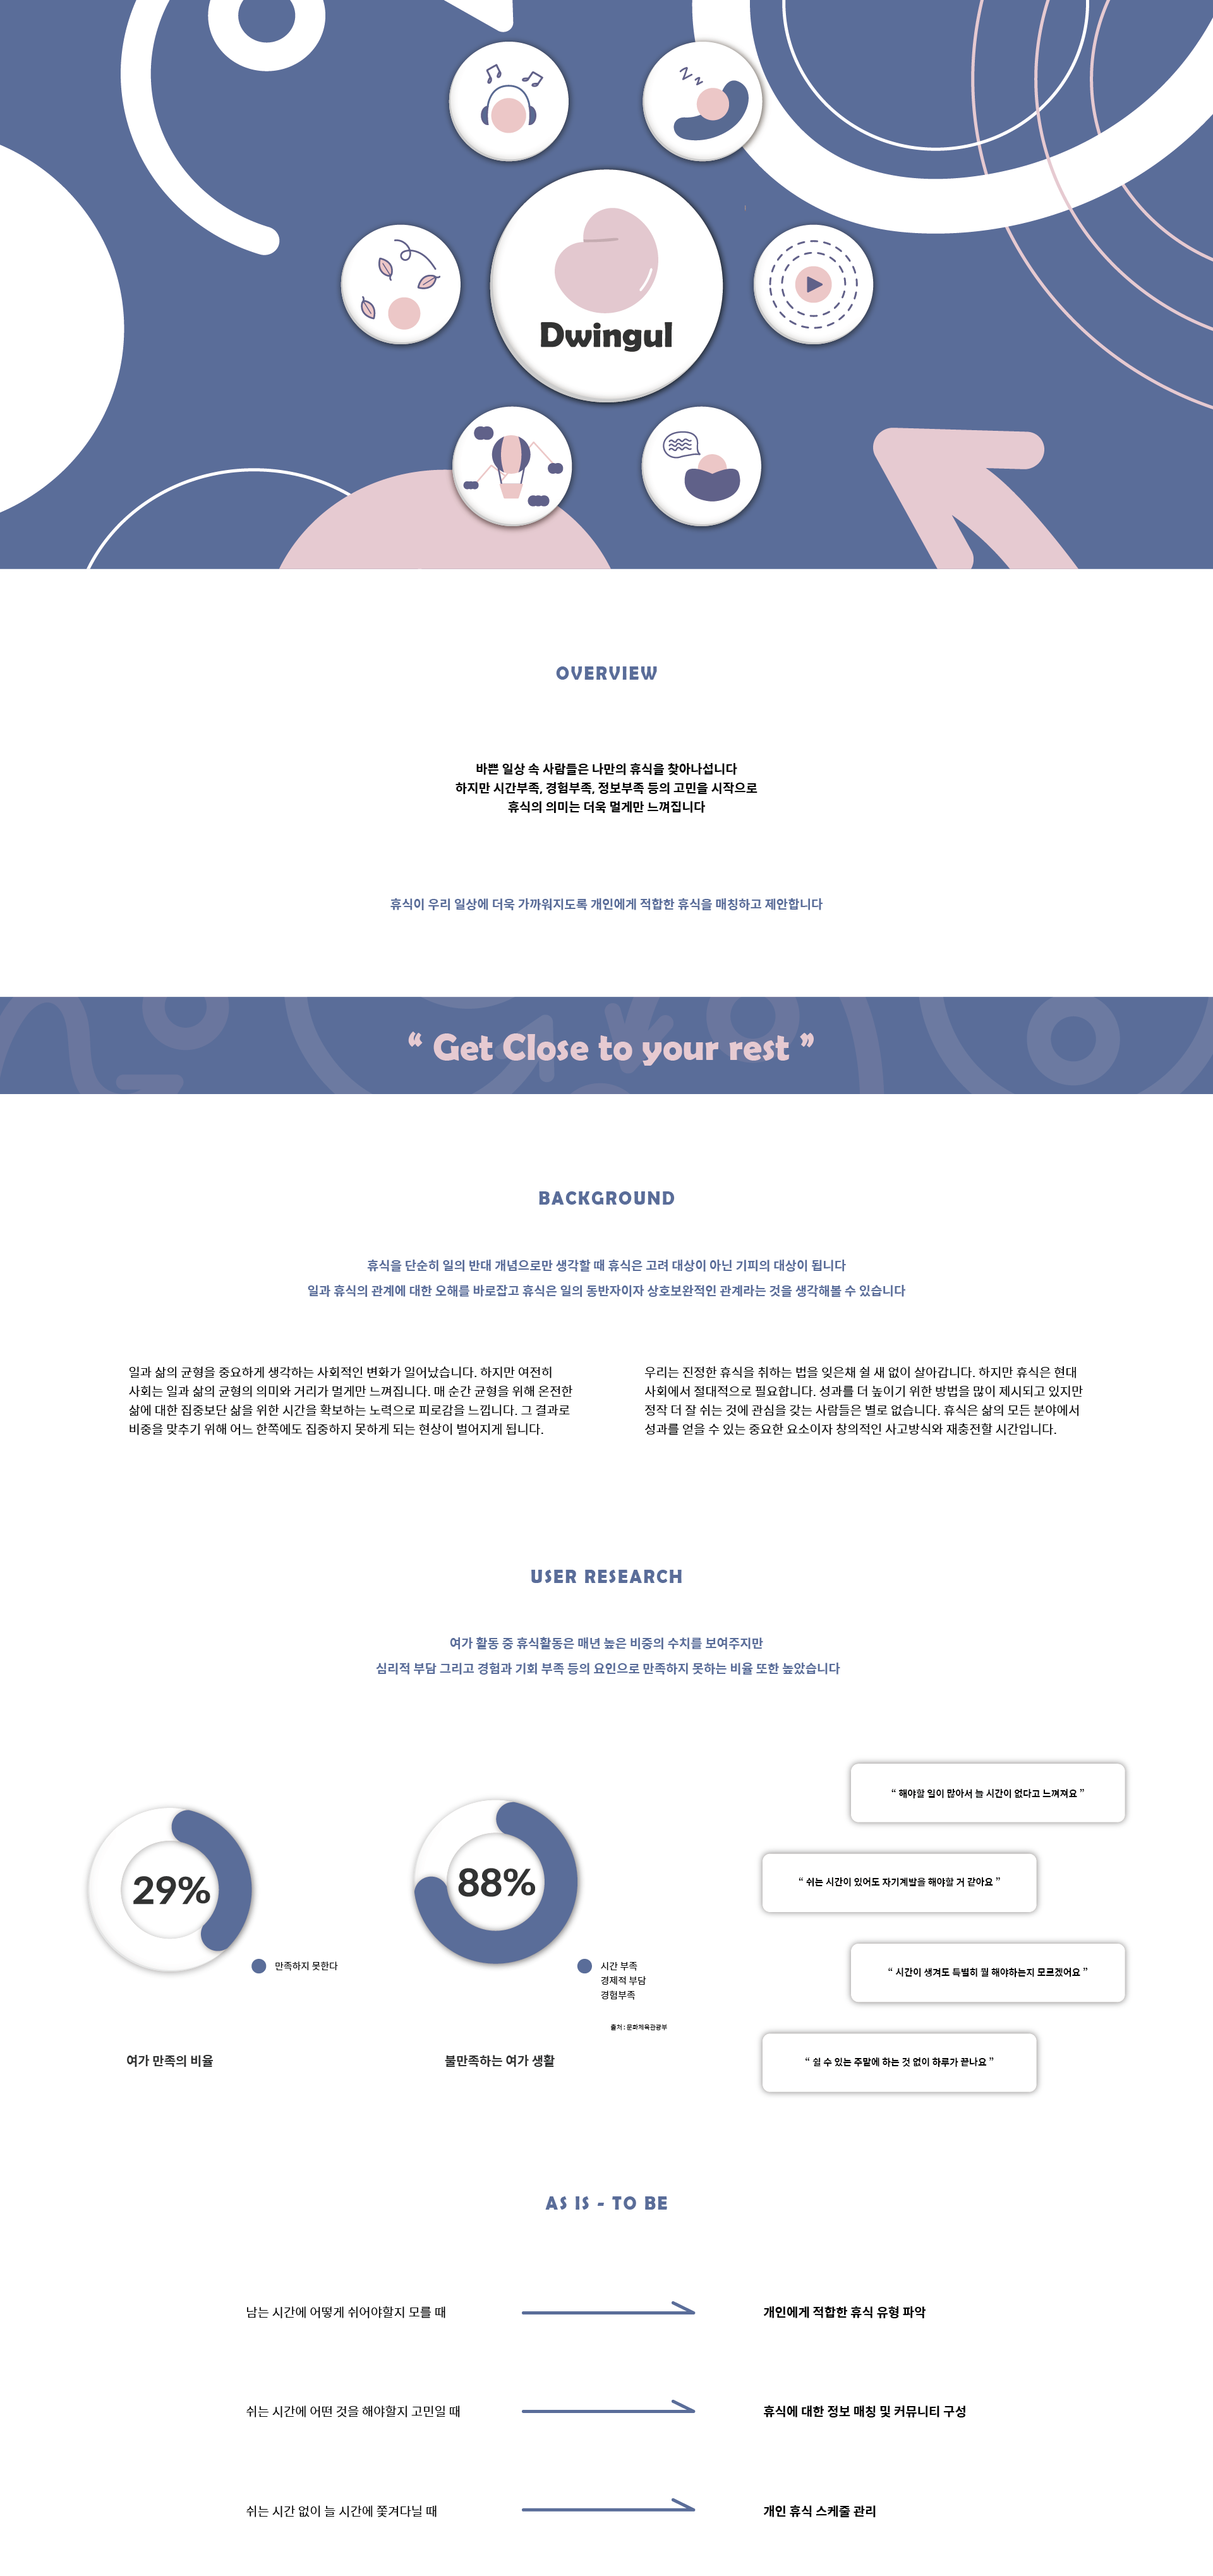 Dwingul
OVERVIEW
바쁜 일상 속 사람들은 나만의 휴식을 찾아나섭니다
하지만 시간부족, 경험부족, 정보부족 등의 고민을 시작으로
휴식의 의미는 더욱 멀게만 느껴집니다
휴식이 우리 일상에 더욱 가까워지도록 개인에게 적합한 휴식을 매칭하고 제안합니다
“ Get Close to your rest ”
BACKGROUND
휴식을 단순히 일의 반대 개념으로만 생각할 때 휴식은 고려 대상이 아닌 기피의 대상이 됩니다
일과 휴식의 관계에 대한 오해를 바로잡고 휴식은 일의 동반자이자 상호보완적인 관계라는 것을 생각해볼 수 있습니다
일과 삶의 균형을 중요하게 생각하는 사회적인 변화가 일어났습니다. 하지만 여전히
사회는 일과 삶의 균형의 의미와 거리가 멀게만 느껴집니다. 매 순간 균형을 위해 온전한
삶에 대한 집중보단 삶을 위한 시간을 확보하는 노력으로 피로감을 느낍니다. 그 결과로
비중을 맞추기 위해 어느 한쪽에도 집중하지 못하게 되는 현상이 벌어지게 됩니다.
우리는 진정한 휴식을 취하는 법을 잊은채 쉴 새 없이 살아갑니다. 하지만 휴식은 현대
사회에서 절대적으로 필요합니다. 성과를 더 높이기 위한 방법을 많이 제시되고 있지만
정작 더 잘 쉬는 것에 관심을 갖는 사람들은 별로 없습니다. 휴식은 삶의 모든 분야에서
성과를 얻을 수 있는 중요한 요소이자 창의적인 사고방식와 재충전할 시간입니다.
USER RESEARCH
여가 활동 중 휴식활동은 매년 높은 비중의 수치를 보여주지만
심리적 부담 그리고 경험과 기회 부족 등의 요인으로 만족하지 못하는 비율 또한 높았습니다
29%
만족하지 못한다
여가 만족의 비율
88%
시간 부족
경제적 부담
경험부족
출처 : 문화체육관광부
불만족하는 여가 생활
“ 해야할 일이 많아서 늘 시간이 없다고 느껴져요 ”
“ 쉬는 시간이 있어도 자기계발을 해야할 거 같아요 ”
“ 시간이 생겨도 특별히 뭘 해야하는지 모르겠어요 ”
“ 쉴 수 있는 주말에 하는 것 없이 하루가 끝나요 ”
AS IS - TO BE
남는 시간에 어떻게 쉬어야할지 모를 때
개인에게 적합한 휴식 유형 파악
쉬는 시간에 어떤 것을 해야할지 고민일 때
휴식에 대한 정보 매칭 및 커뮤니티 구성
쉬는 시간 없이 늘 시간에 쫓겨다닐 때
개인 휴식 스케줄 관리